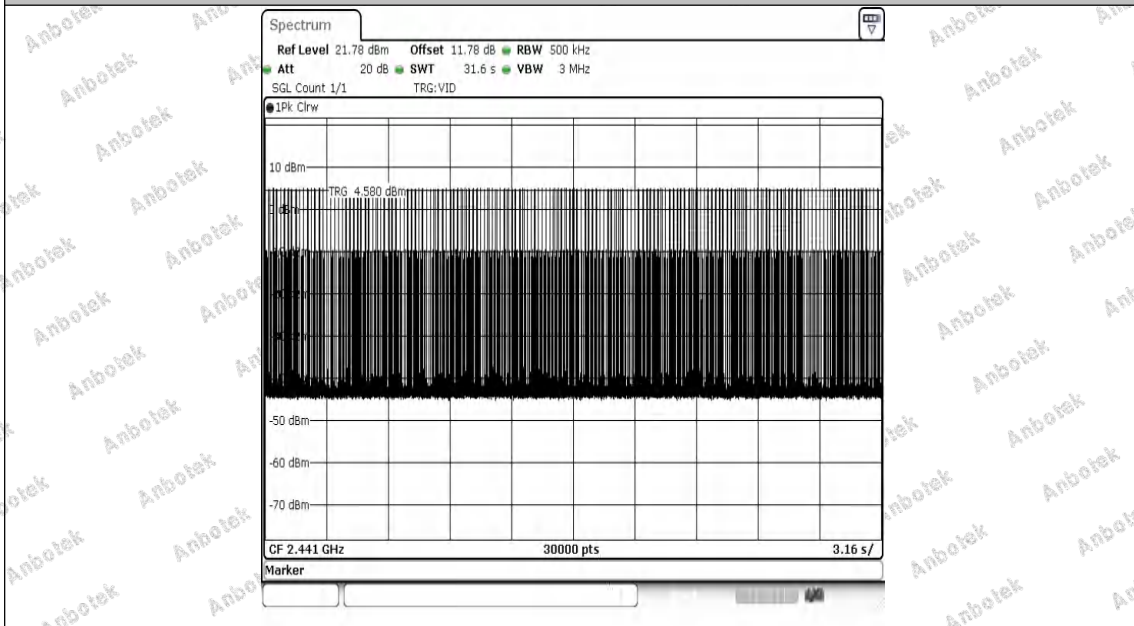 Spectrum
Ref Level 21.78 dBm Offset 11.78 dB RBW 500 kHz
Att 20 dB SWT 31.6 s VBW 3 MHz
SGL Count 1/1 TRG:VID
1Pk Clrw
10 dBm
TRG 4.580 dBm
-50 dBm
-60 dBm
-70 dBm
CF 2.441 GHz 30000 pts 3.16 s/
Marker
Anbotek